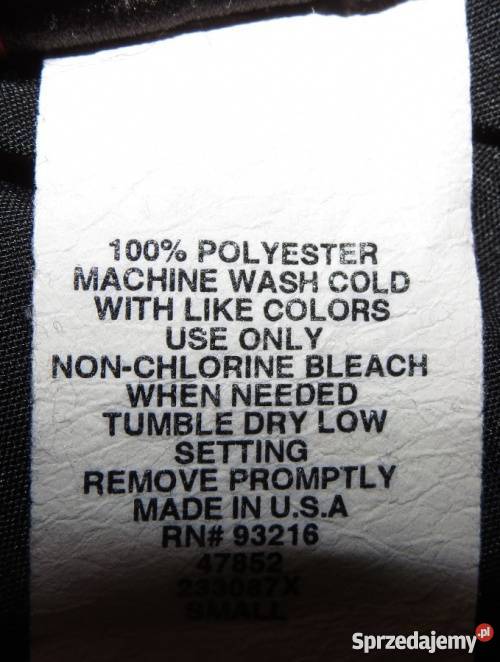 100% POLYESTER
MACHINE WASH COLD
WITH LIKE COLORS
USE ONLY
NON-CHLORINE BLEACH
WHEN NEEDED
TUMBLE DRY LOW
SETTING
REMOVE PROMPTLY
MADE IN U.S.A
RN# 93216
47852
233087X
SMALL
Sprzedajemy.pl